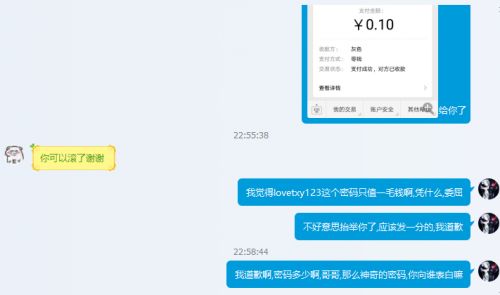 支付金额：
￥0.10
收款方： 灰色
支付方式： 零钱
交易状态： 支付成功，对方已收款
查看详情
我的交易 账户安全 其他
给你了
22:55:38
你可以滚了谢谢
我觉得lovetxy123这个密码只值一毛钱啊,凭什么,委屈
不好意思抬举你了,应该发一分的,我道歉
22:58:44
我道歉啊,密码多少啊,哥哥,那么神奇的密码,你向谁表白嘛